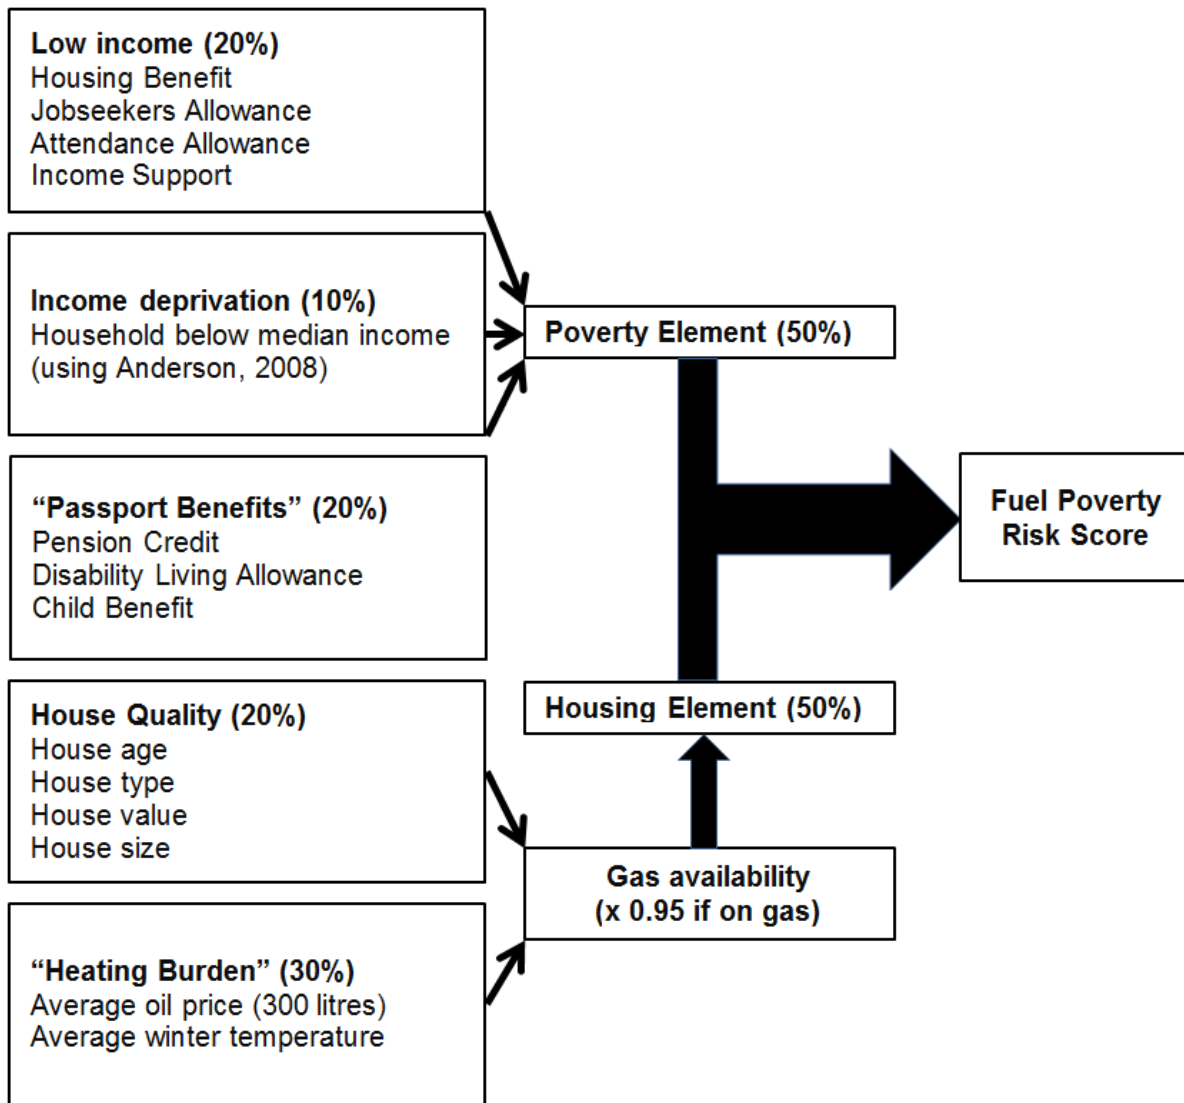 Low income (20%)
Housing Benefit
Jobseekers Allowance
Attendance Allowance
Income Support
Income deprivation (10%)
Household below median income
(using Anderson, 2008)
Poverty Element (50%)
“Passport Benefits” (20%)
Pension Credit
Disability Living Allowance
Child Benefit
Fuel Poverty
Risk Score
House Quality (20%)
House age
House type
House value
House size
Housing Element (50%)
Gas availability
(x 0.95 if on gas)
“Heating Burden” (30%)
Average oil price (300 litres)
Average winter temperature